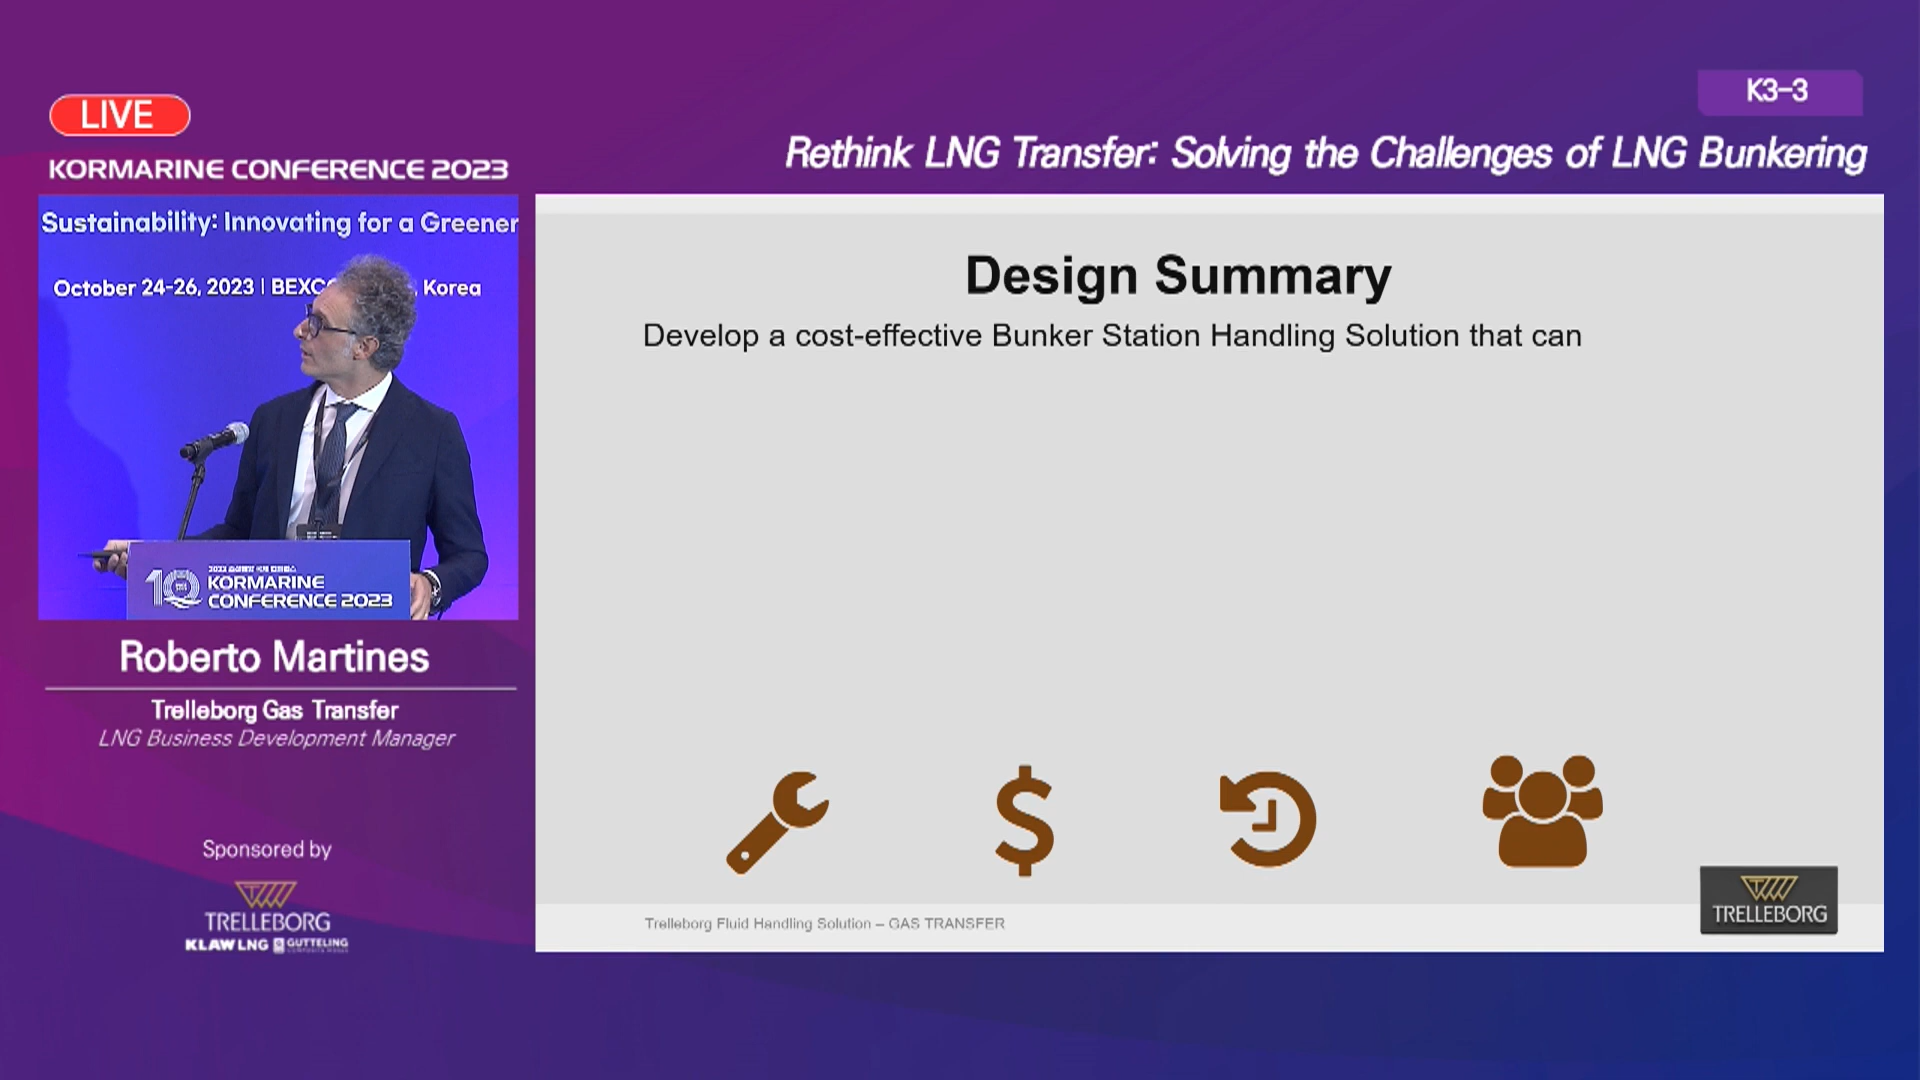 LIVE
KORMARINE CONFERENCE 2023
K3-3
Rethink LNG Transfer: Solving the Challenges of LNG Bunkering
Sustainability: Innovating for a Greener
October 24-26, 2023 | BEXC , Korea
KORMARINE
CONFERENCE 2023
Roberto Martines
Trelleborg Gas Transfer
LNG Business Development Manager
Sponsored by
TRELLEBORG
KLAW LNG GUTTELING
Design Summary
Develop a cost-effective Bunker Station Handling Solution that can
Trelleborg Fluid Handling Solution – GAS TRANSFER
TRELLEBORG